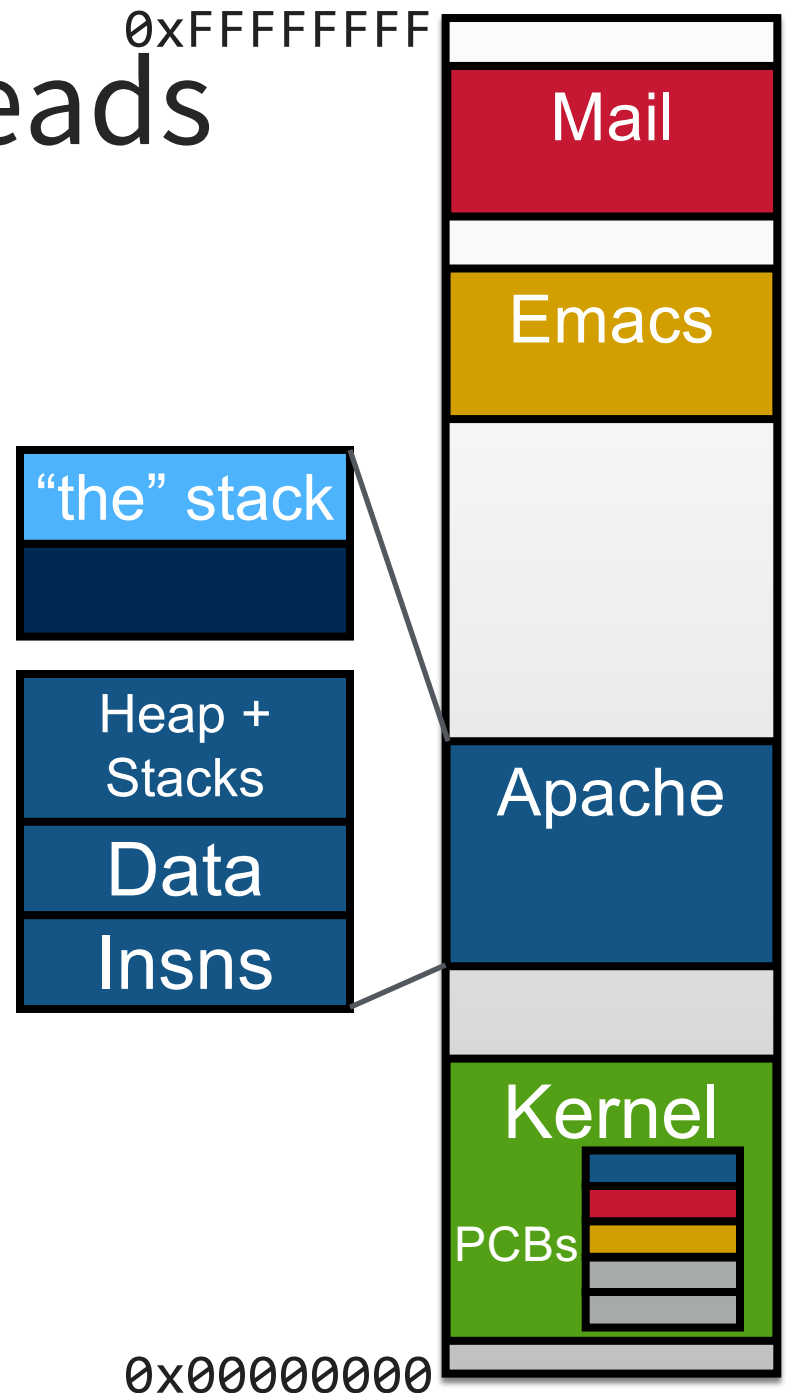 0xFFFFFFFF
eads
Mail
Emacs
“the” stack
Heap +
Stacks
Data
Insns
Apache
Kernel
PCBs
0x00000000